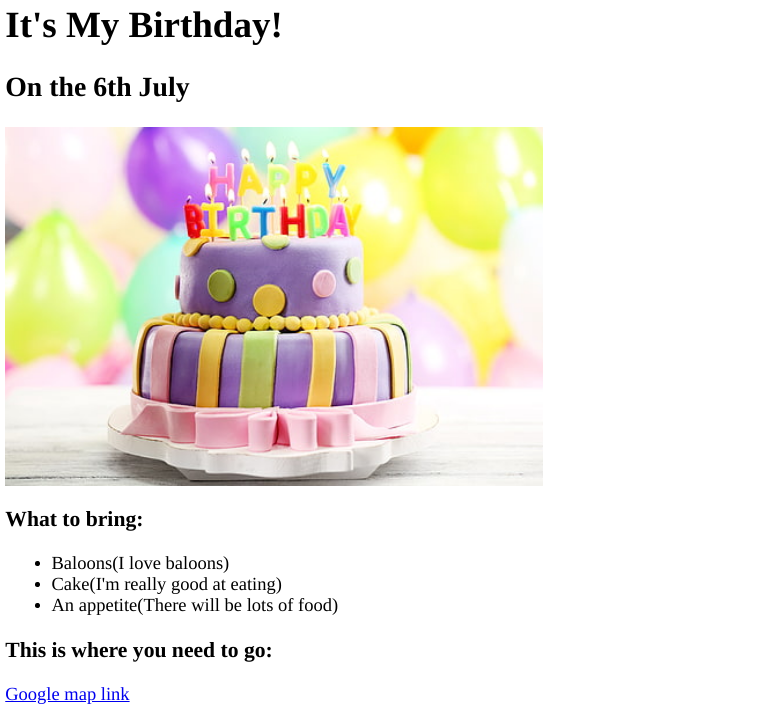 It's My Birthday!
On the 6th July
HAPPY
BIRTHDAY
What to bring:
Baloons(I love baloons)
Cake(I'm really good at eating)
An appetite(There will be lots of food)
This is where you need to go:
Google map link